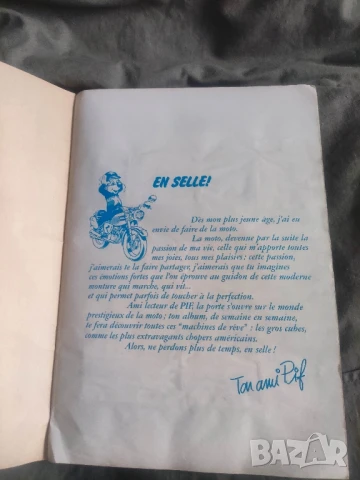 EN SELLE!
Dès mon plus jeune âge, j'ai eu
envie de faire de la moto.
La moto, devenue par la suite la
passion de ma vie, celle qui m'apporte toutes
mes joies, tous mes plaisirs ; cette passion,
j'aimerais te la faire partager, j'aimerais que tu imagines
ces émotions fortes que l'on éprouve au guidon de cette moderne
monture qui marche, qui vit...
et qui permet parfois de toucher à la perfection.
Ami lecteur de PIF, la porte s'ouvre sur le monde
prestigieux de la moto ; ton album, de semaine en semaine,
te fera découvrir toutes ces "machines de rêve" : les gros cubes,
comme les plus extravagants chopers américains.
Alors, ne perdons plus de temps, en selle !
Ton ami Pif
BAZAR
bg